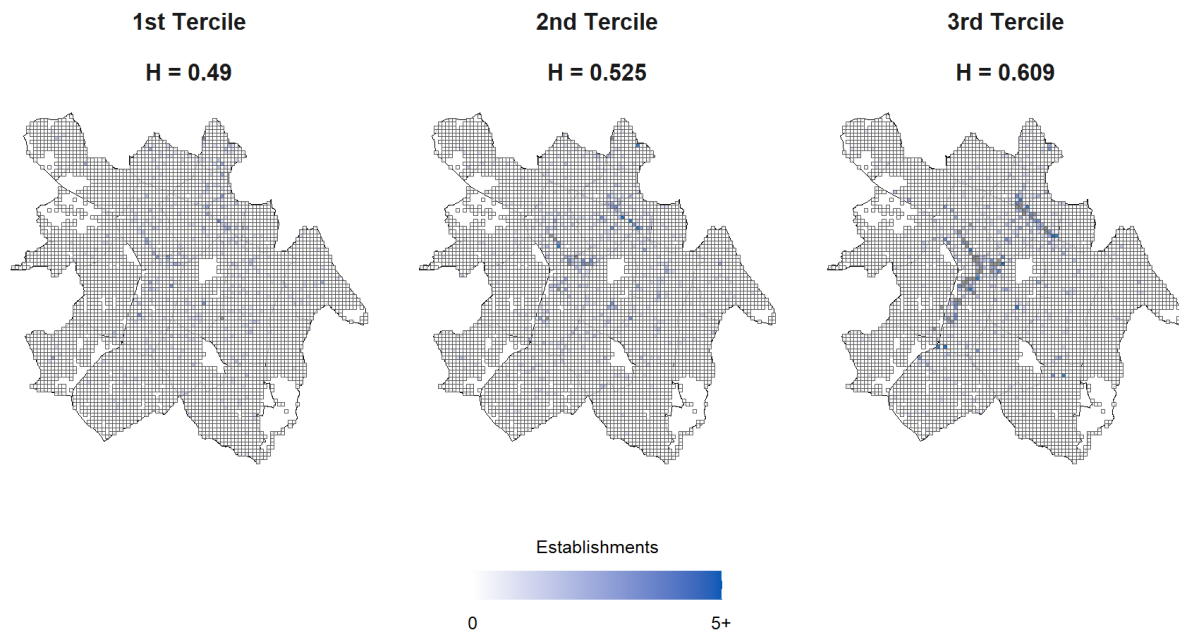 1st Tercile
H = 0.49
2nd Tercile
H = 0.525
3rd Tercile
H = 0.609
Establishments
0
5+